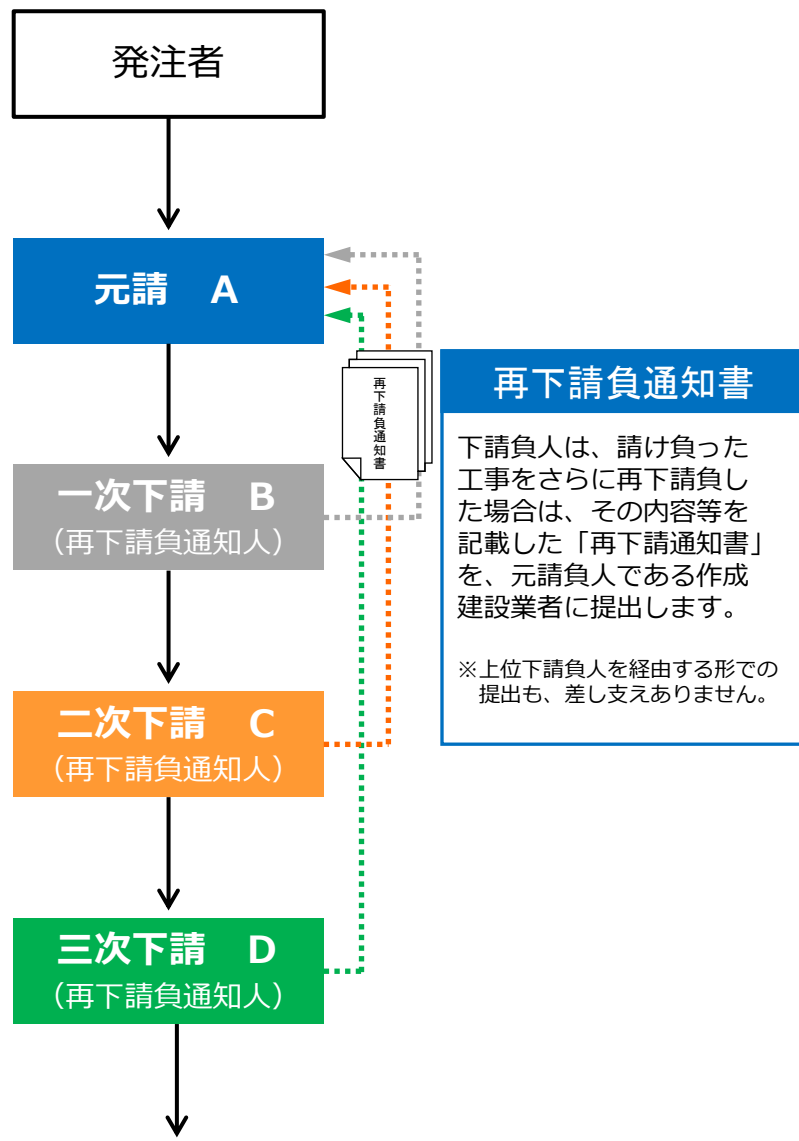 発注者
元請　A
再下請負通知書
再下請負通知書
下請負人は、請け負った
工事をさらに再下請負し
た場合は、その内容等を
記載した「再下請通知書」
を、元請負人である作成
建設業者に提出します。
※上位下請負人を経由する形での
提出も、差し支えありません。
一次下請　B
（再下請負通知人）
二次下請　C
（再下請負通知人）
三次下請　D
（再下請負通知人）